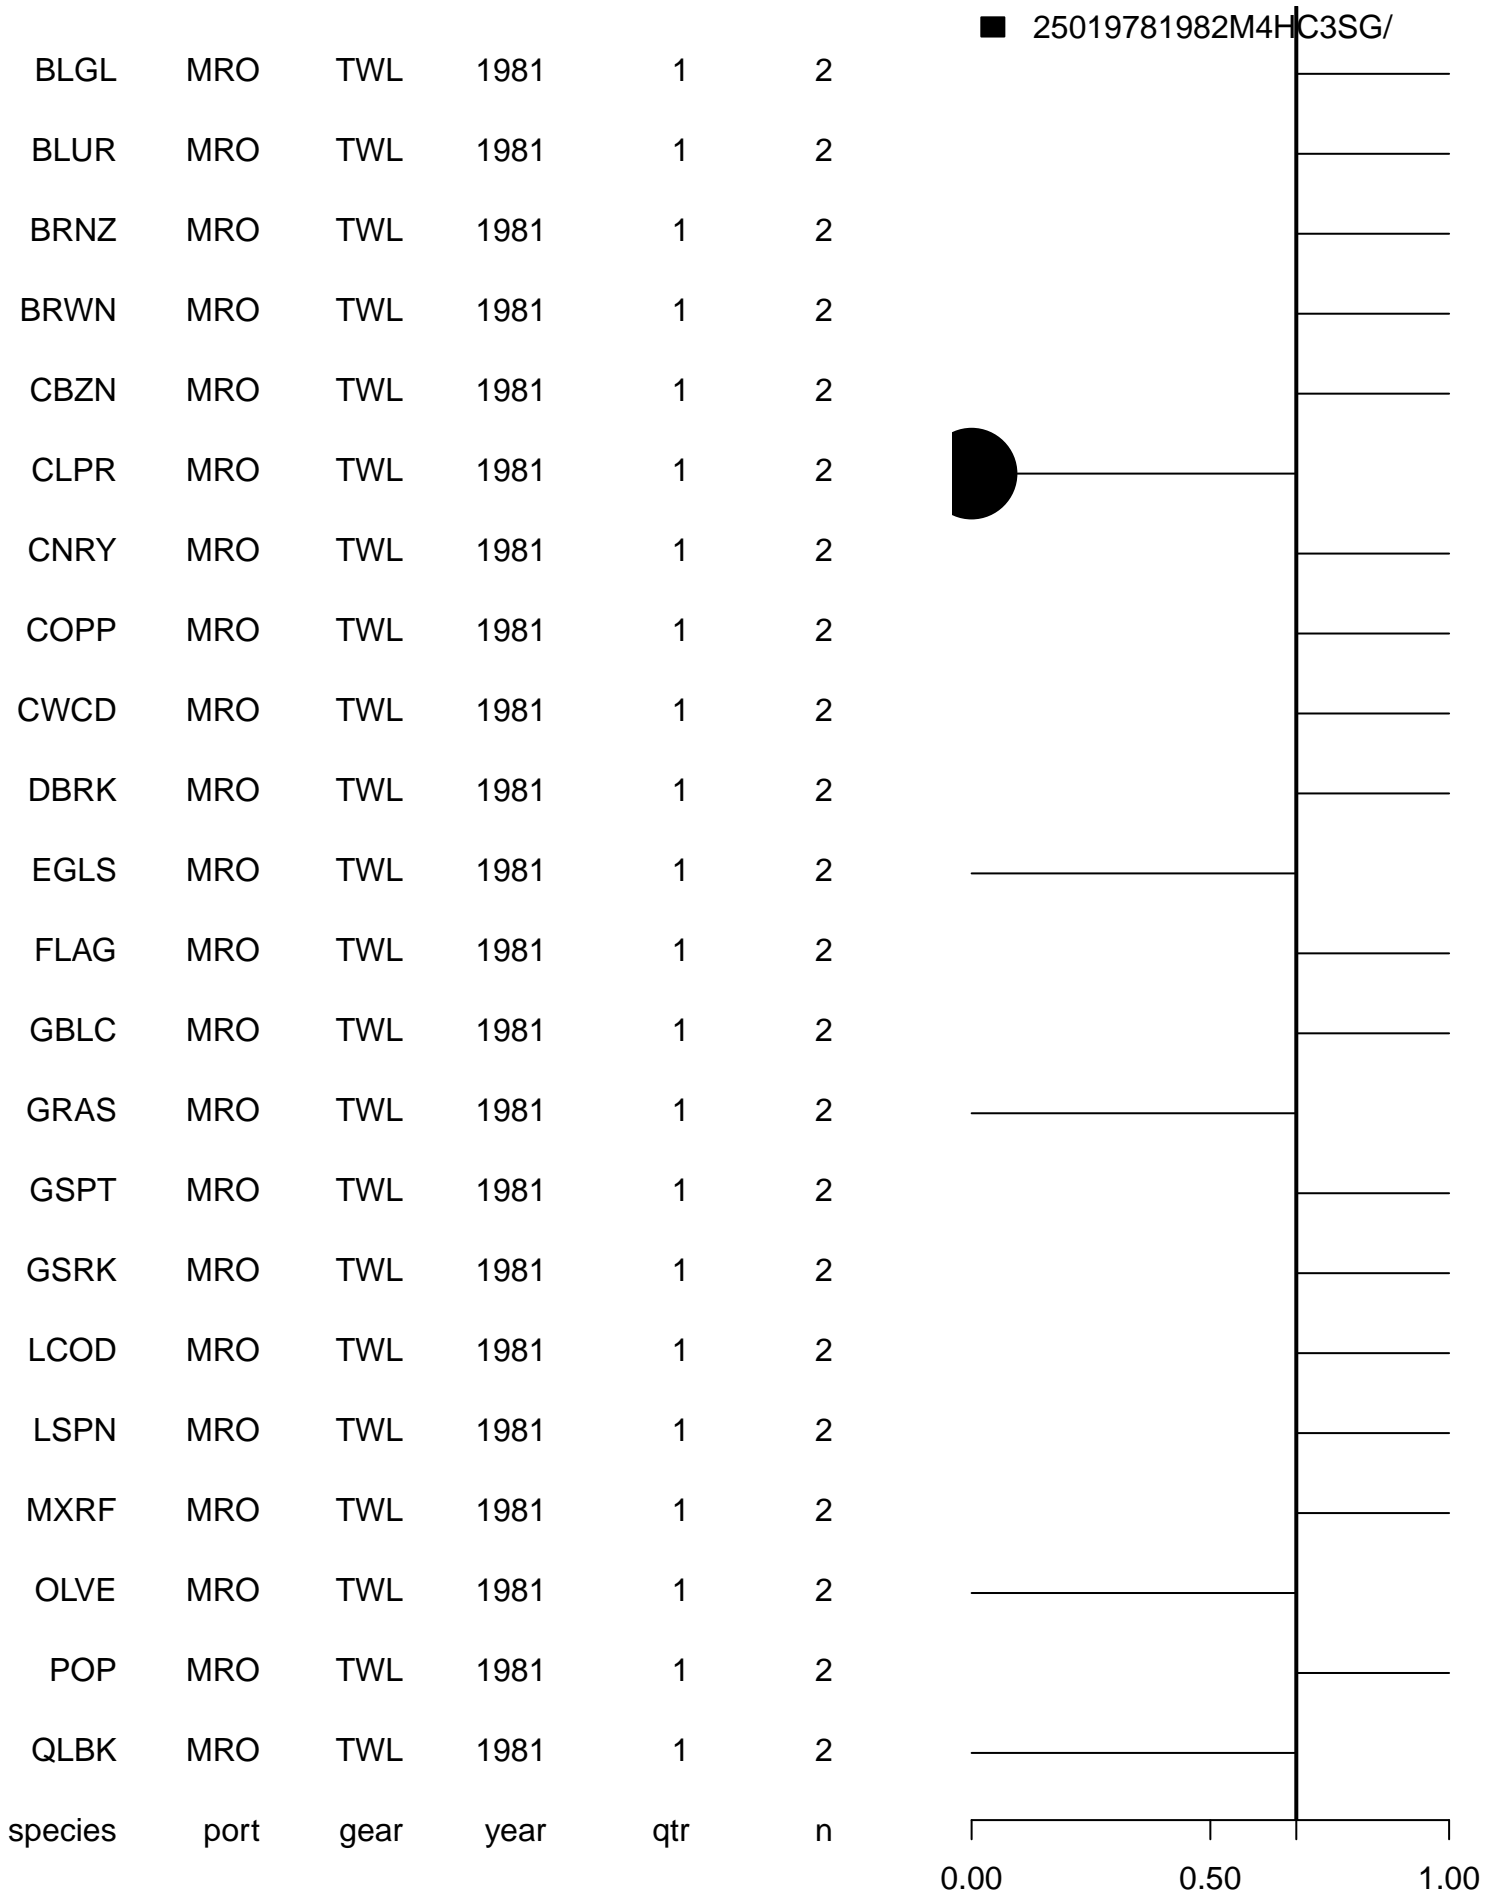 25019781982M4HC3SG/
BLGL MRO TWL 1981 1 2
BLUR MRO TWL 1981 1 2
BRNZ MRO TWL 1981 1 2
BRWN MRO TWL 1981 1 2
CBZN MRO TWL 1981 1 2
CLPR MRO TWL 1981 1 2
CNRY MRO TWL 1981 1 2
COPP MRO TWL 1981 1 2
CWCD MRO TWL 1981 1 2
DBRK MRO TWL 1981 1 2
EGLS MRO TWL 1981 1 2
FLAG MRO TWL 1981 1 2
GBLC MRO TWL 1981 1 2
GRAS MRO TWL 1981 1 2
GSPT MRO TWL 1981 1 2
GSRK MRO TWL 1981 1 2
LCOD MRO TWL 1981 1 2
LSPN MRO TWL 1981 1 2
MXRF MRO TWL 1981 1 2
OLVE MRO TWL 1981 1 2
POP MRO TWL 1981 1 2
QLBK MRO TWL 1981 1 2
species port gear year qtr n
0.00 0.50 1.00